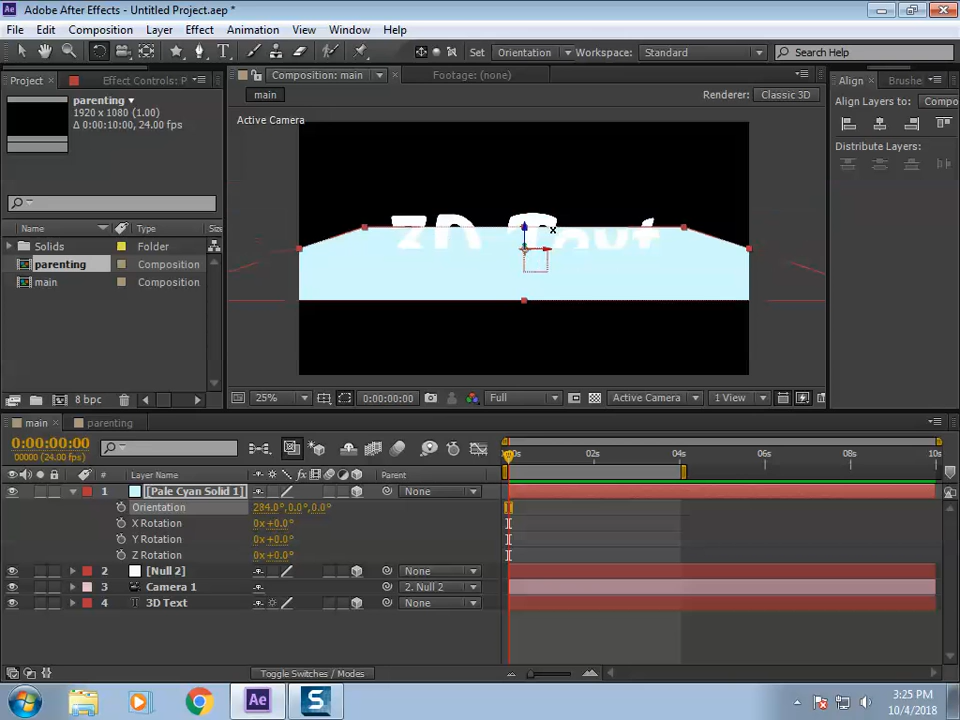 Adobe After Effects - Untitled Project.aep *
File Edit Composition Layer Effect Animation View Window Help
Set Orientation Workspace: Standard Search Help
Project Effect Controls: P Composition: main Footage: (none) Align Brushe
parenting
1920 x 1080 (1.00)
Δ 0:00:10:00, 24.00 fps
main Renderer: Classic 3D Align Layers to: Compo
Active Camera
Distribute Layers:
Name Type Size
Solids Folder
parenting Composition
main Composition
3D Text
8 bpc 25% 0:00:00:00 Full Active Camera 1 View
main parenting
0:00:00:00
00000 (24.00 fps)
:00s 02s 04s 06s 08s 10s
# Layer Name Parent
1 [Pale Cyan Solid 1] None
Orientation 284.0°,0.0°,0.0°
X Rotation 0x+0.0°
Y Rotation 0x+0.0°
Z Rotation 0x+0.0°
2 [Null 2] None
3 Camera 1 2. Null 2
4 T 3D Text None
Toggle Switches / Modes
Ae S 3:25 PM
10/4/2018